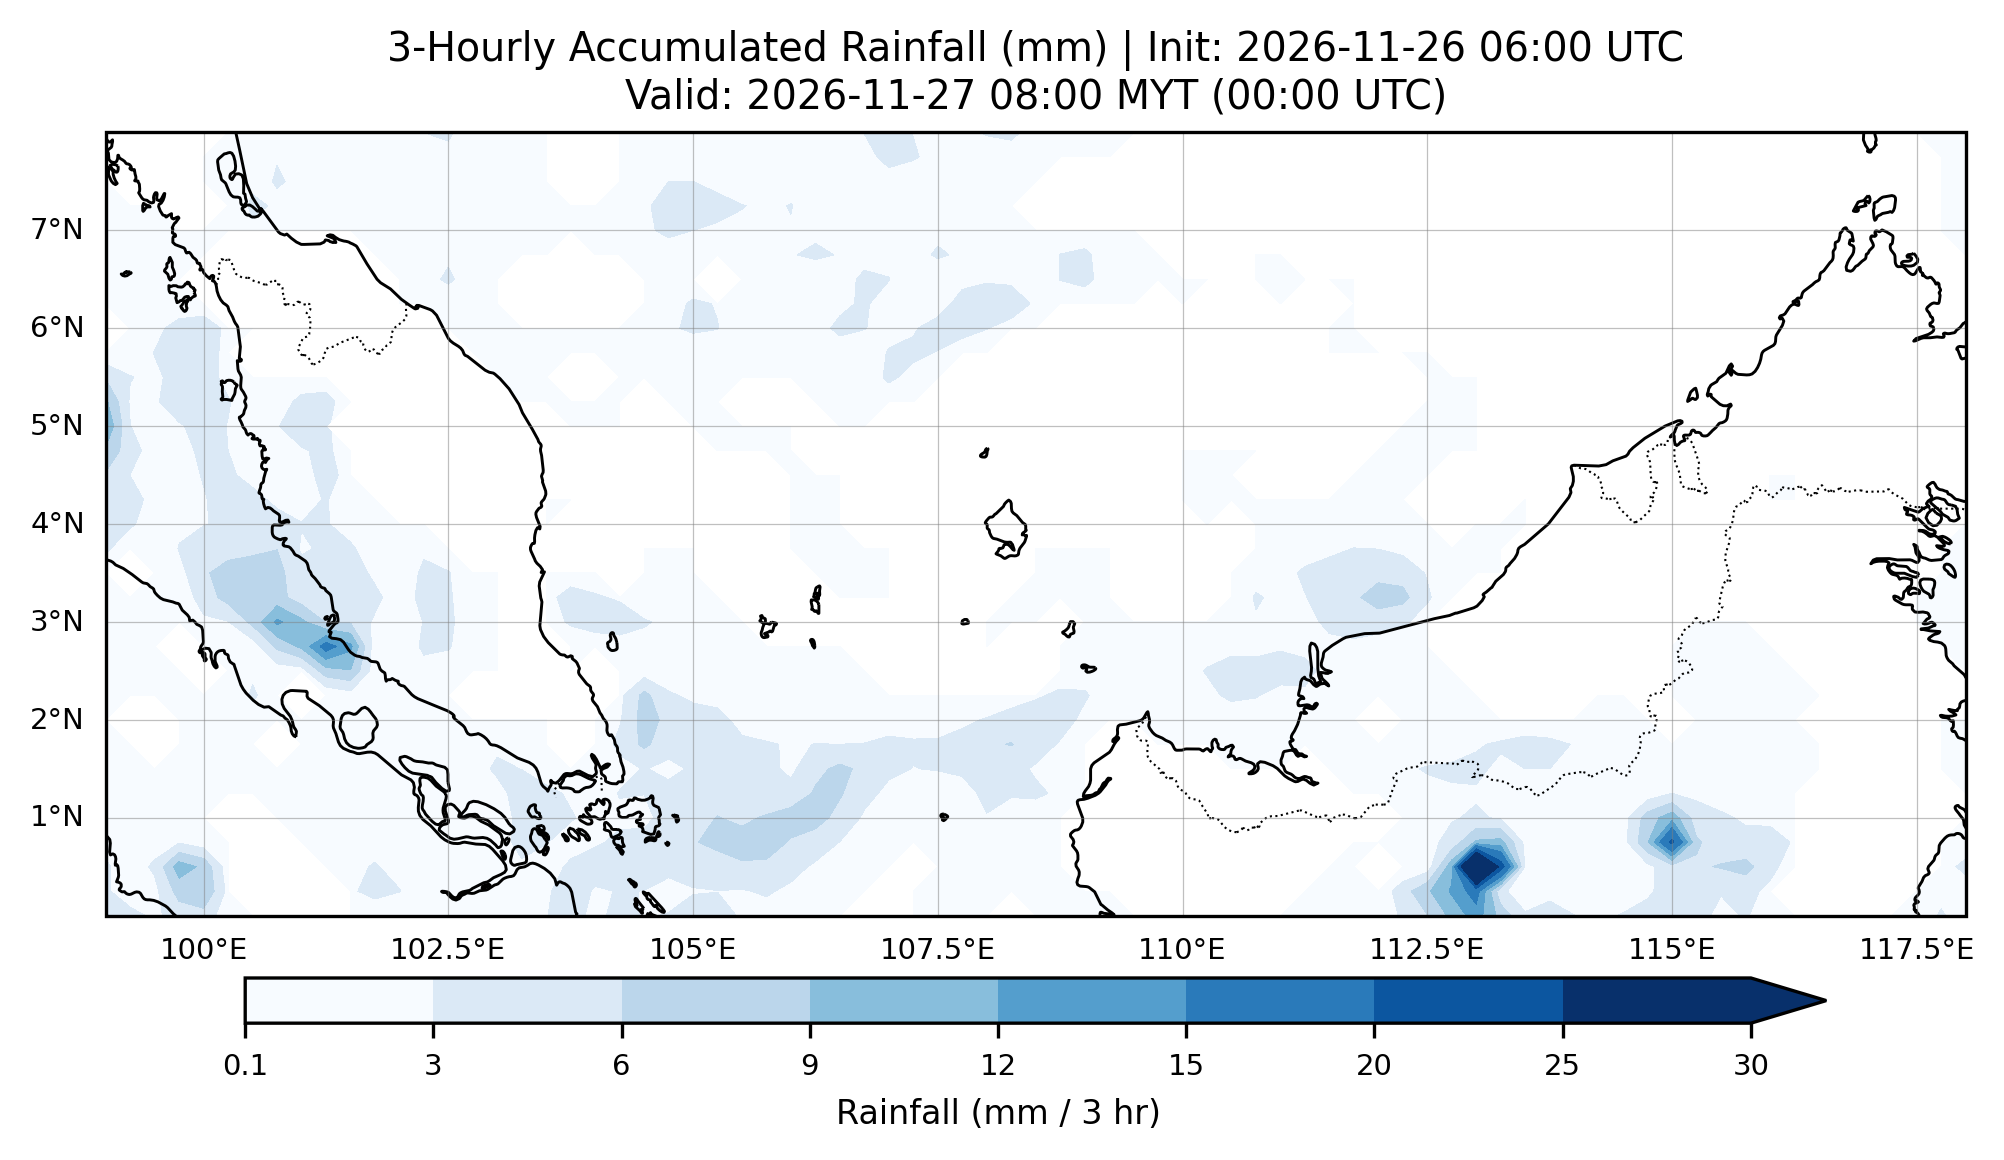 3-Hourly Accumulated Rainfall (mm) | Init: 2026-11-26 06:00 UTC
Valid: 2026-11-27 08:00 MYT (00:00 UTC)
7°N
6°N
5°N
4°N
3°N
2°N
1°N
100°E 102.5°E 105°E 107.5°E 110°E 112.5°E 115°E 117.5°E
0.1 3 6 9 12 15 20 25 30
Rainfall (mm / 3 hr)